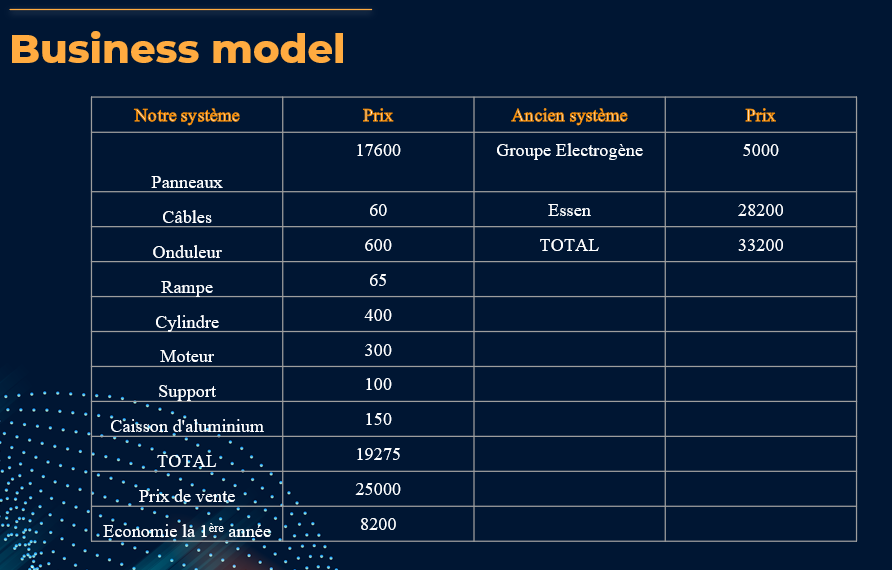 Business model
Notre système Prix Ancien système Prix
Panneaux 17600 Groupe Electrogène 5000
Câbles 60 Essen 28200
Onduleur 600 TOTAL 33200
Rampe 65
Cylindre 400
Moteur 300
Support 100
Caisson d'aluminium 150
TOTAL 19275
Prix de vente 25000
Economie la 1ère année 8200